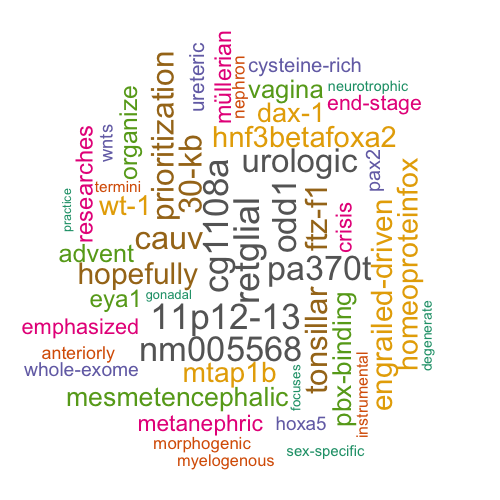 cysteine-rich
neurotrophic
end-stage
vagina
dax-1
hnf3betafoxa2
urologic
müllerian
nephron
ureteric
prioritization
30-kb
organize
wnts
researches
termini
practice
wt-1
cauv
advent
hopefully
eya1
gonadal
emphasized
anteriorly
whole-exome
cg1108a
retglial
odd1
ftz-f1
crisis
pax2
pa370t
11p12-13
nm005568
mtap1b
tonsillar
pbx-binding
engrailed-driven
homeoproteinfox
degenerate
instrumental
focuses
mesmetencephalic
metanephric
hoxa5
morphogenic
myelogenous
sex-specific